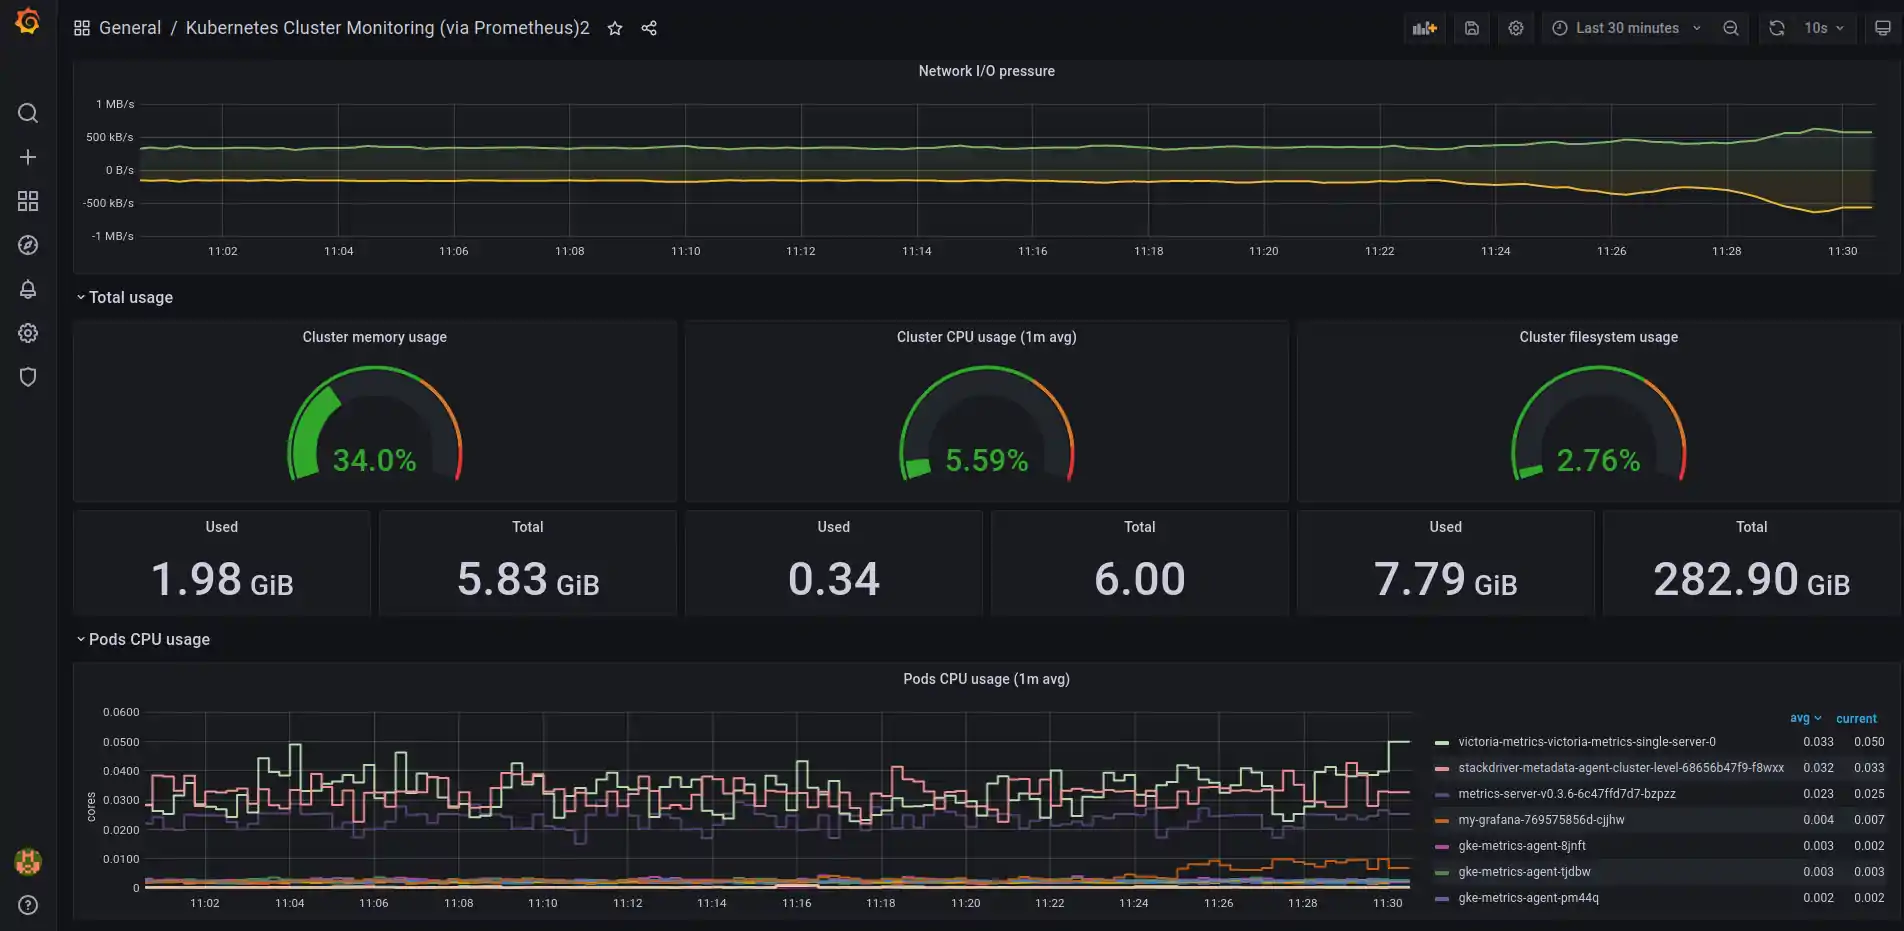 General / Kubernetes Cluster Monitoring (via Prometheus)2
Last 30 minutes
10s
Network I/O pressure
1 MB/s
500 kB/s
0 B/s
-500 kB/s
-1 MB/s
11:02 11:04 11:06 11:08 11:10 11:12 11:14 11:16 11:18 11:20 11:22 11:24 11:26 11:28 11:30
Total usage
Cluster memory usage
34.0%
Cluster CPU usage (1m avg)
5.59%
Cluster filesystem usage
2.76%
Used
1.98 GiB
Total
5.83 GiB
Used
0.34
Total
6.00
Used
7.79 GiB
Total
282.90 GiB
Pods CPU usage
Pods CPU usage (1m avg)
cores
0.0600
0.0500
0.0400
0.0300
0.0200
0.0100
0
11:02 11:04 11:06 11:08 11:10 11:12 11:14 11:16 11:18 11:20 11:22 11:24 11:26 11:28 11:30
avg current
victoria-metrics-victoria-metrics-single-server-0 0.033 0.050
stackdriver-metadata-agent-cluster-level-68656b47f9-f8wxx 0.032 0.033
metrics-server-v0.3.6-6c47ffd7d7-bzpzz 0.023 0.025
my-grafana-769575856d-cjjhw 0.004 0.007
gke-metrics-agent-8jnft 0.003 0.002
gke-metrics-agent-tjdbw 0.003 0.003
gke-metrics-agent-pm44q 0.002 0.002